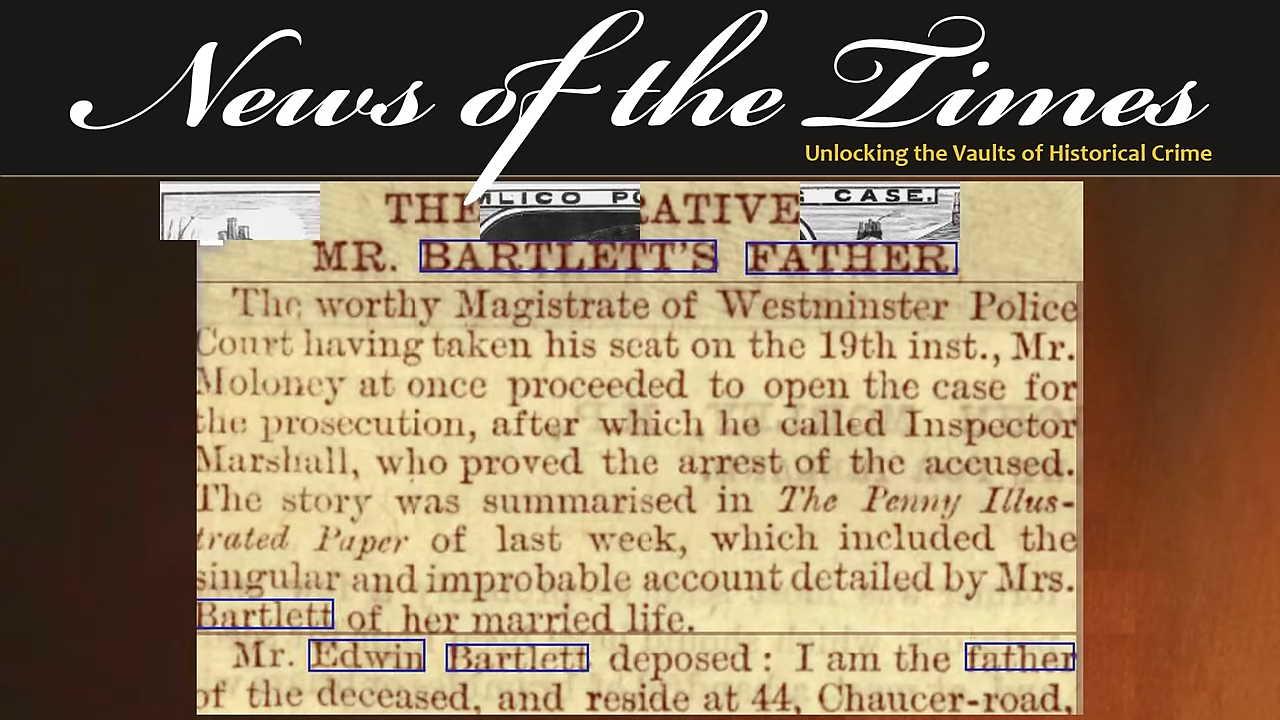 News of the Times
Unlocking the Vaults of Historical Crime
CASE.
THE
MR. BARTLETT'S FATHER.
The worthy Magistrate of Westminster Police
Court having taken his seat on the 19th inst., Mr.
Moloney at once proceeded to open the case for
the prosecution, after which he called Inspector
Marshall, who proved the arrest of the accused.
The story was summarised in The Penny Illus-
trated Paper of last week, which included the
singular and improbable account detailed by Mrs.
Bartlett of her married life.
Mr. Edwin Bartlett deposed: I am the father
of the deceased, and reside at 44, Chaucer-road,